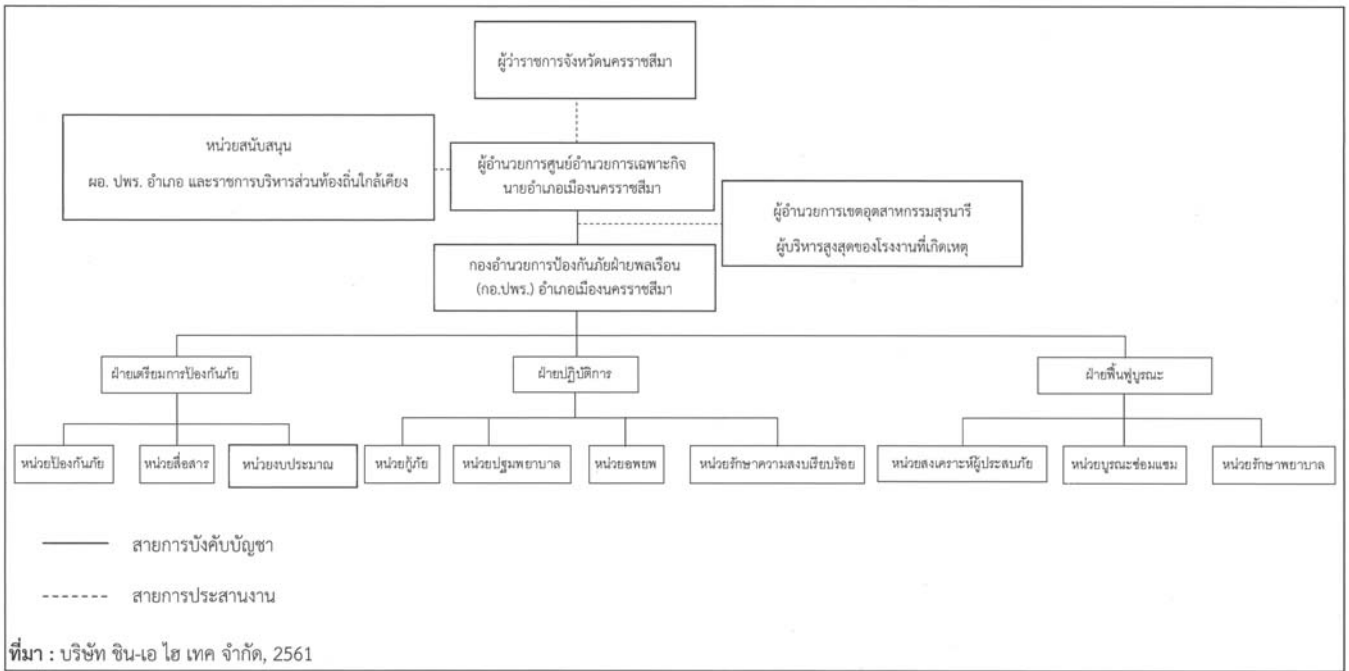 ผู้ว่าราชการจังหวัดนครราชสีมา
หน่วยสนับสนุน
ผอ. ปพร. อำเภอ และราชการบริหารส่วนท้องถิ่นใกล้เคียง
ผู้อำนวยการศูนย์อำนวยการเฉพาะกิจ
นายอำเภอเมืองนครราชสีมา
ผู้อำนวยการเขตอุตสาหกรรมสุรนารี
ผู้บริหารสูงสุดของโรงงานที่เกิดเหตุ
กองอำนวยการป้องกันภัยฝ่ายพลเรือน
(กอ.ปพร.) อำเภอเมืองนครราชสีมา
ฝ่ายเตรียมการป้องกันภัย
ฝ่ายปฏิบัติการ
ฝ่ายฟื้นฟูบูรณะ
หน่วยป้องกันภัย
หน่วยสื่อสาร
หน่วยงบประมาณ
หน่วยกู้ภัย
หน่วยปฐมพยาบาล
หน่วยอพยพ
หน่วยรักษาความสงบเรียบร้อย
หน่วยสงเคราะห์ผู้ประสบภัย
หน่วยบูรณะซ่อมแซม
หน่วยรักษาพยาบาล
สายการบังคับบัญชา
สายการประสานงาน
ที่มา : บริษัท ชิน-เอ ไฮ เทค จำกัด, 2561